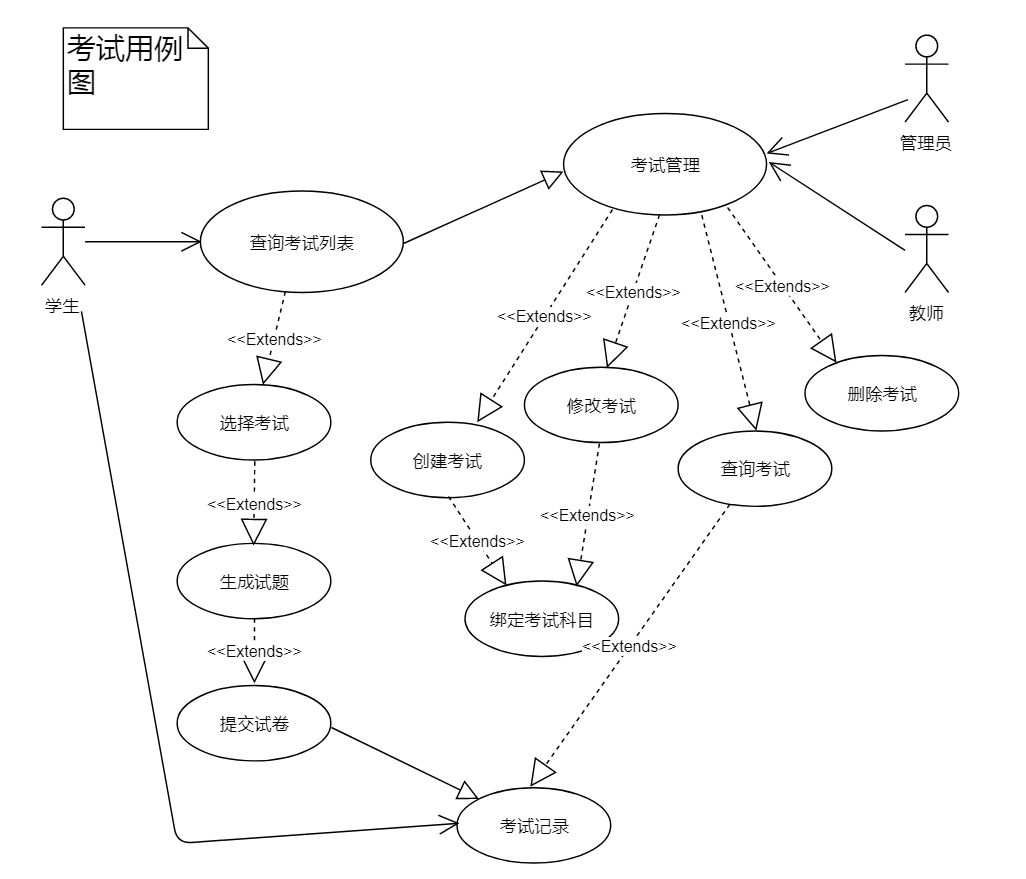 考试用例
图
管理员
考试管理
学生
查询考试列表
教师
<<Extends>>
<<Extends>>
<<Extends>>
<<Extends>>
<<Extends>>
选择考试
创建考试
修改考试
查询考试
删除考试
<<Extends>>
<<Extends>>
<<Extends>>
生成试题
绑定考试科目
<<Extends>>
<<Extends>>
提交试卷
考试记录